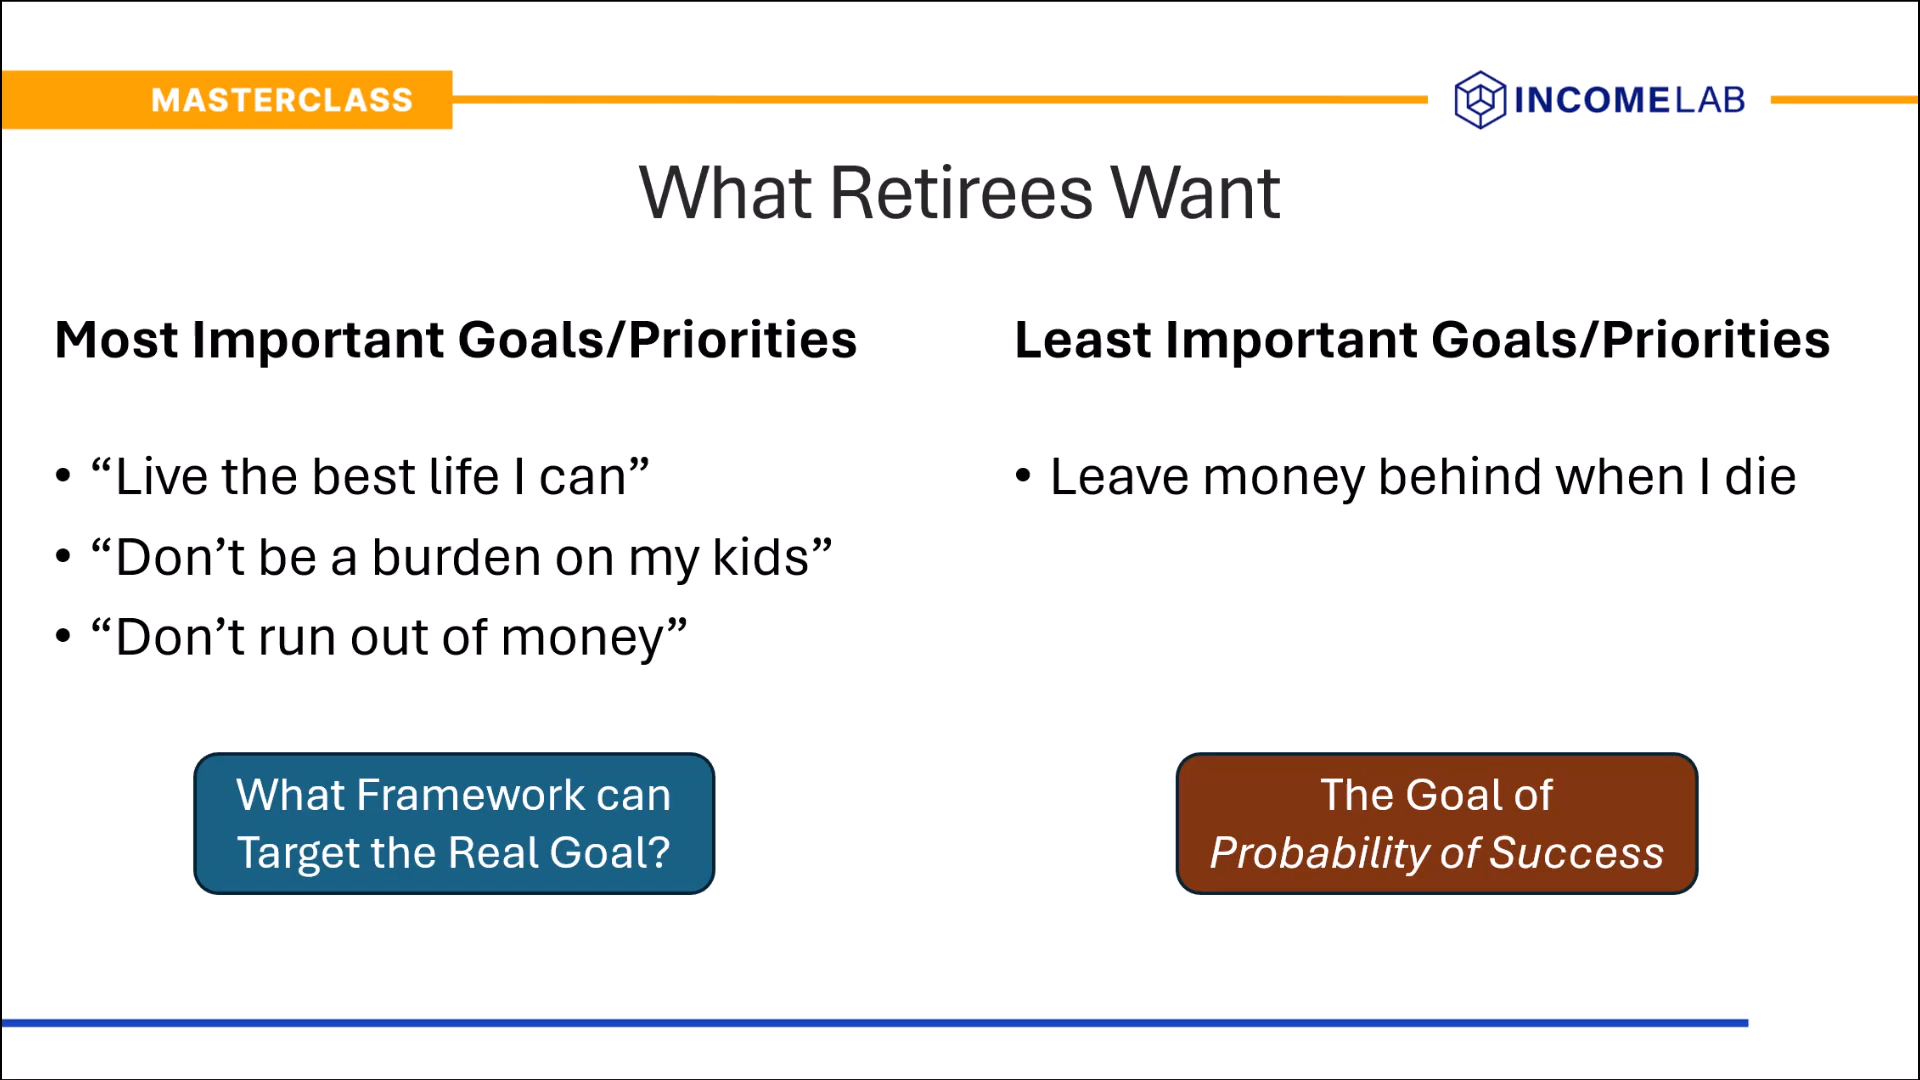 MASTERCLASS
INCOMELAB
What Retirees Want
Most Important Goals/Priorities
• “Live the best life I can”
• “Don’t be a burden on my kids”
• “Don’t run out of money”
What Framework can
Target the Real Goal?
Least Important Goals/Priorities
• Leave money behind when I die
The Goal of
Probability of Success